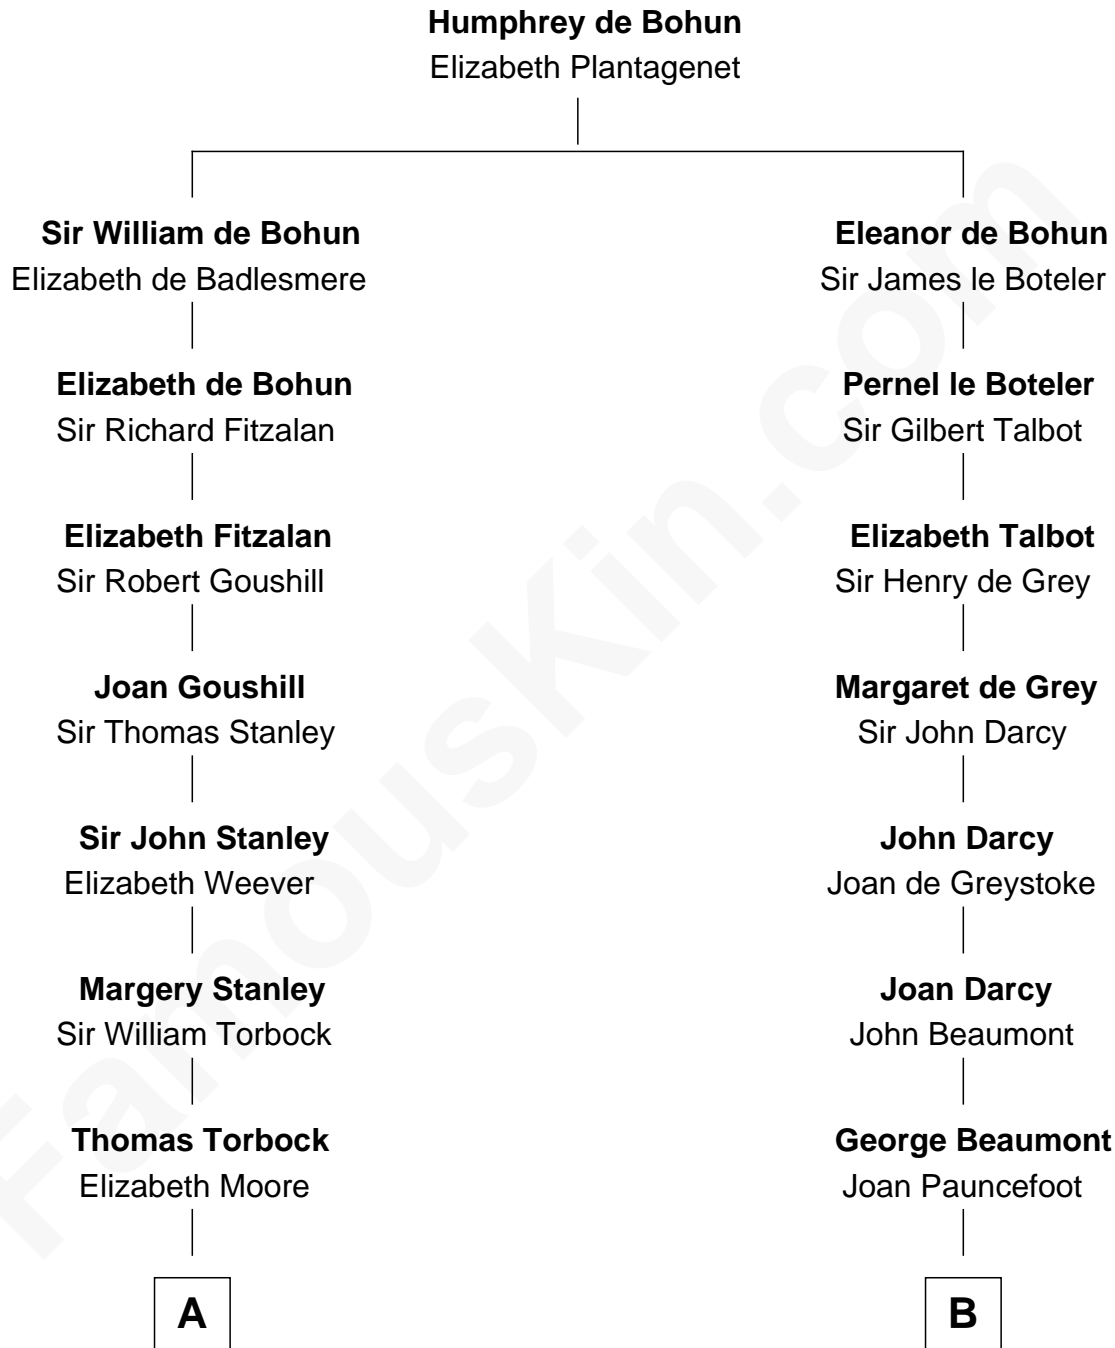 Humphrey de Bohun
Elizabeth Plantagenet
Sir William de Bohun
Elizabeth de Badlesmere
Eleanor de Bohun
Sir James le Boteler
Elizabeth de Bohun
Sir Richard Fitzalan
Pernel le Boteler
Sir Gilbert Talbot
Elizabeth Fitzalan
Sir Robert Goushill
Elizabeth Talbot
Sir Henry de Grey
Joan Goushill
Sir Thomas Stanley
Margaret de Grey
Sir John Darcy
Sir John Stanley
Elizabeth Weever
John Darcy
Joan de Greystoke
Margery Stanley
Sir William Torbock
Joan Darcy
John Beaumont
Thomas Torbock
Elizabeth Moore
George Beaumont
Joan Pauncefoot
A
B
FamousKin.com